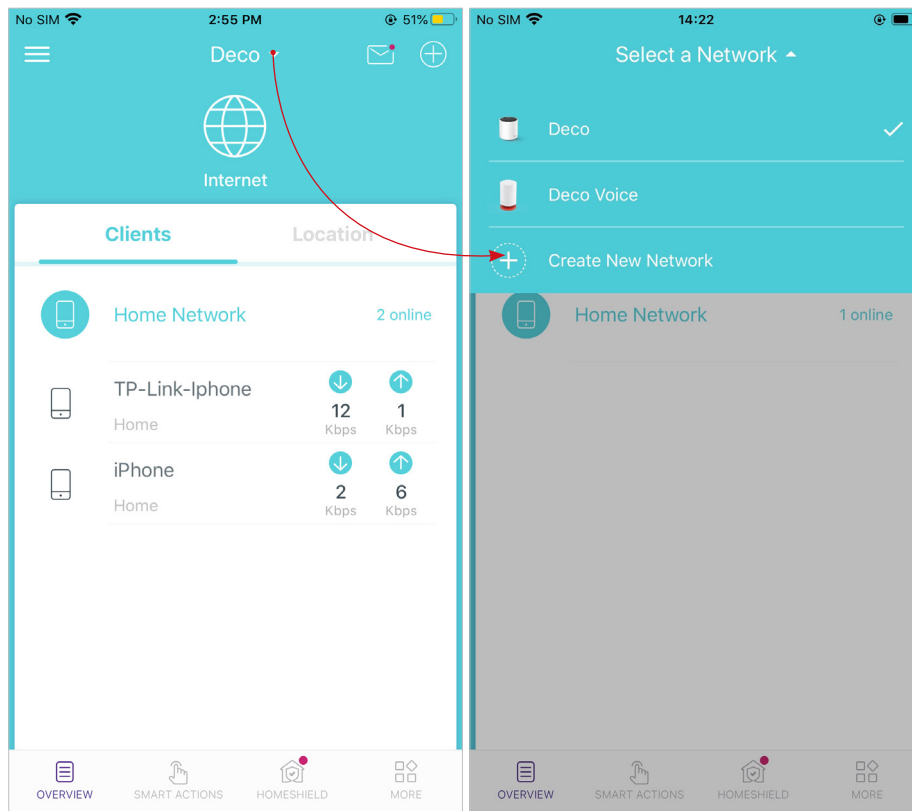 No SIM 2:55 PM 51%
Deco
Internet
Clients Location
Home Network 2 online
TP-Link-Iphone
12 1
Home Kbps Kbps
iPhone
2 6
Home Kbps Kbps
OVERVIEW SMART ACTIONS HOMESHIELD MORE
No SIM 14:22
Select a Network
Deco
Deco Voice
Create New Network
Home Network 1 online
OVERVIEW SMART ACTIONS HOMESHIELD MORE